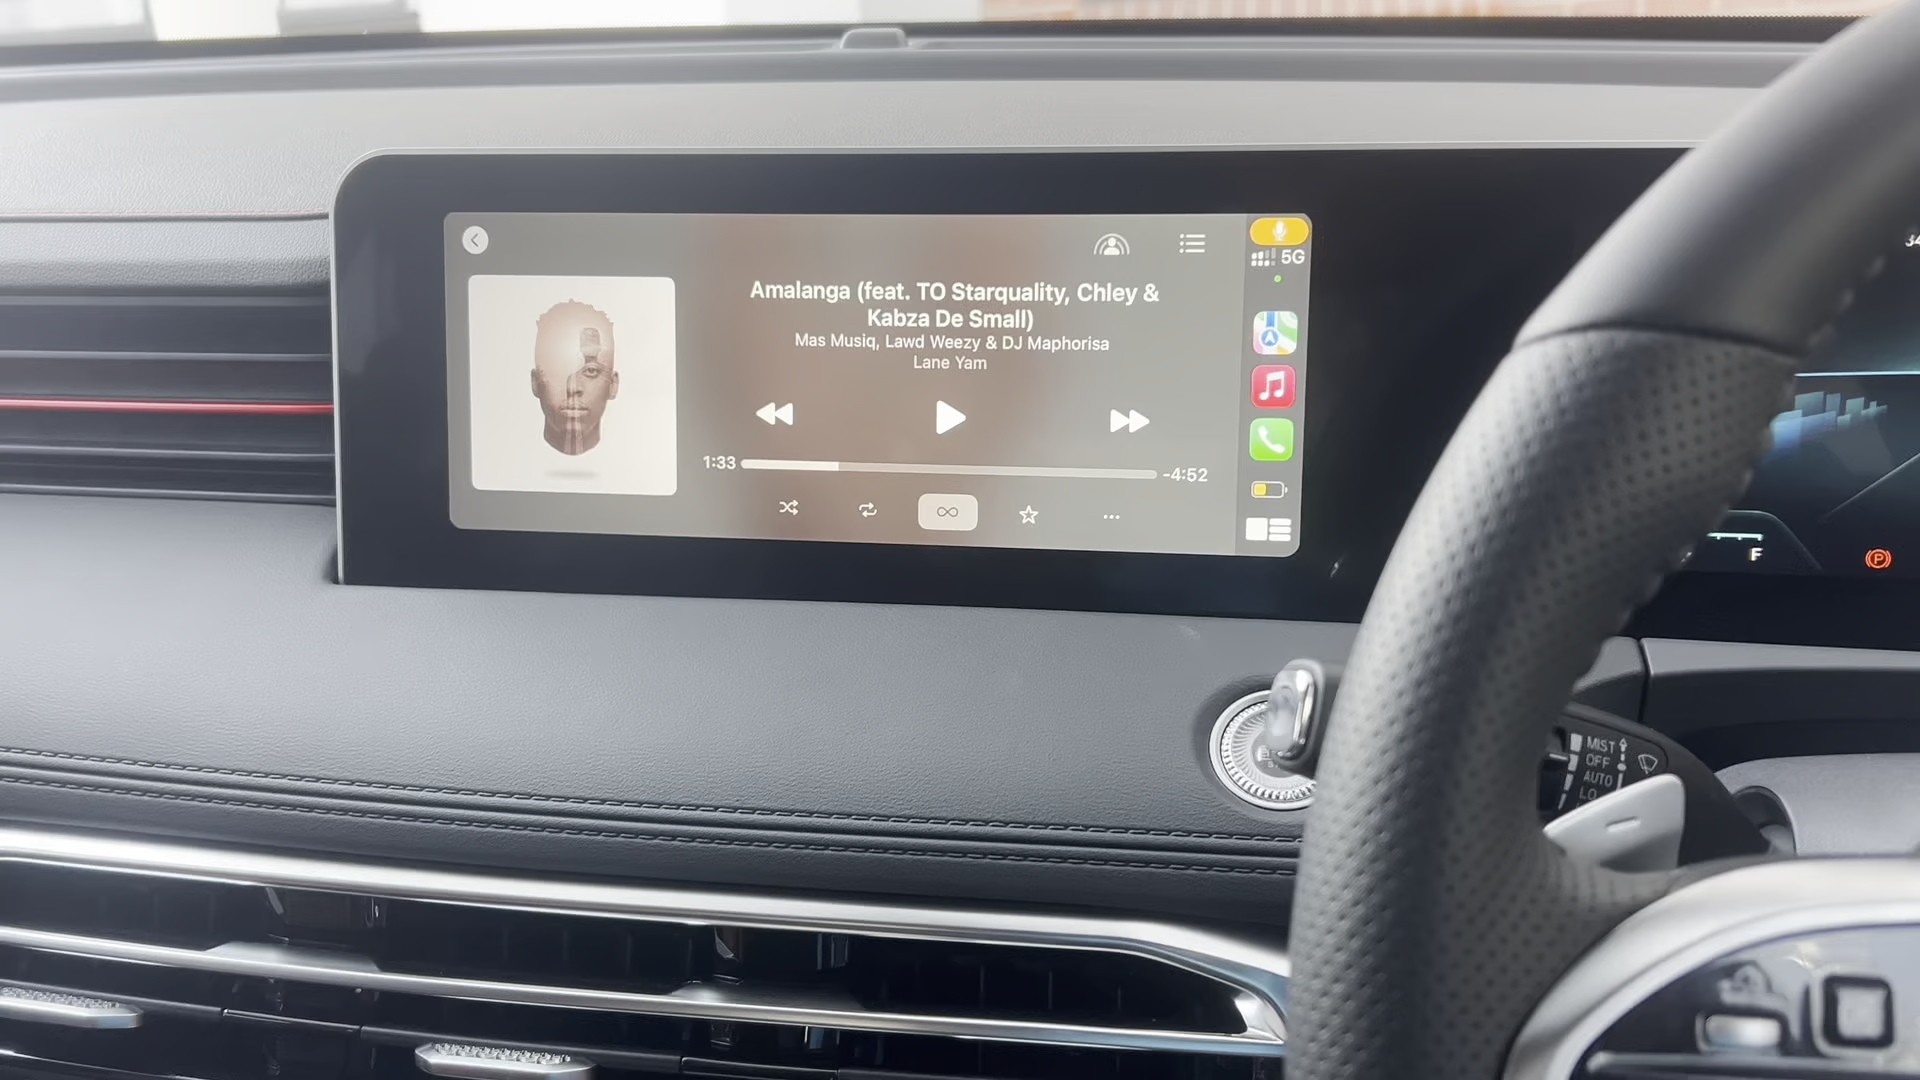 5G
Amalanga (feat. TO Starquality, Chley &
Kabza De Small)
Mas Musiq, Lawd Weezy & DJ Maphorisa
Lane Yam
1:33
-4:52
F
P
MIST
OFF
AUTO
LO